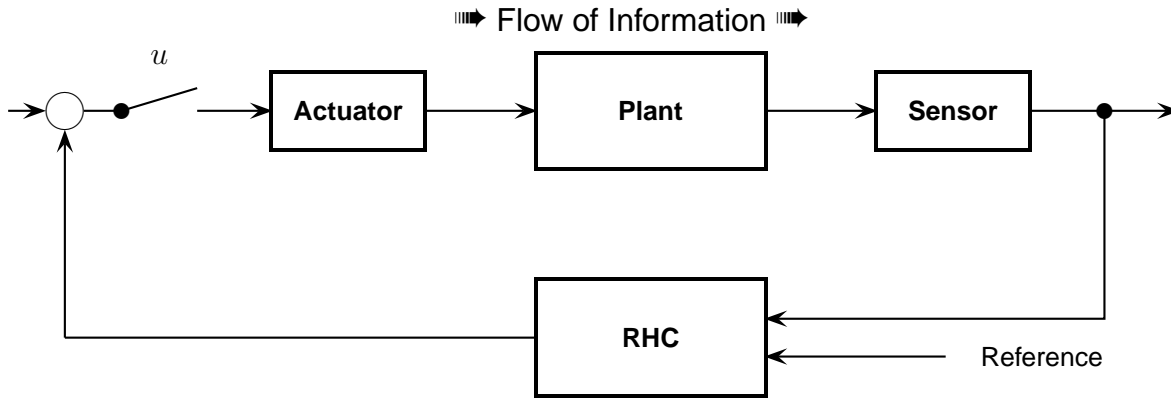 Flow of Information
u
Actuator
Plant
Sensor
RHC
Reference